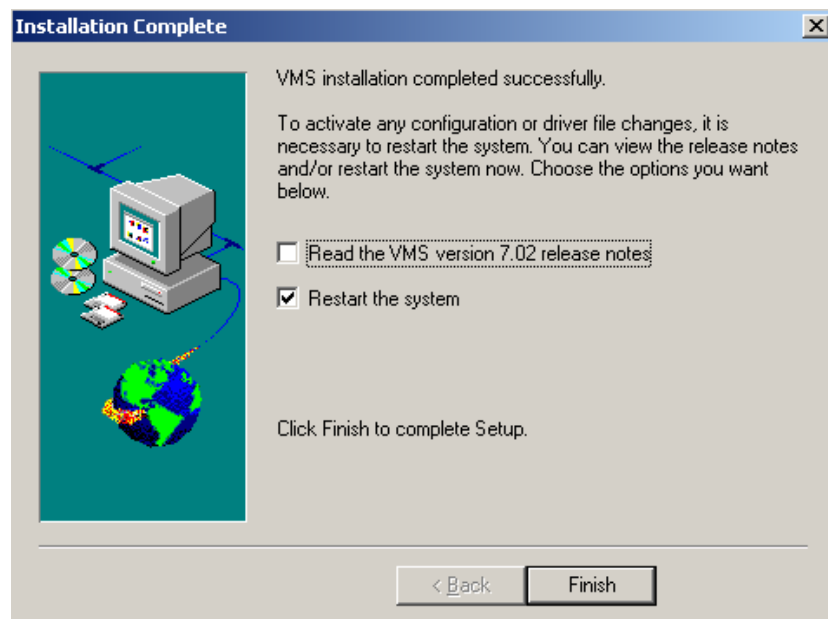 Installation Complete
VMS installation completed successfully.
To activate any configuration or driver file changes, it is
necessary to restart the system. You can view the release notes
and/or restart the system now. Choose the options you want
below.
Read the VMS version 7.02 release notes
Restart the system
Click Finish to complete Setup.
< Back
Finish